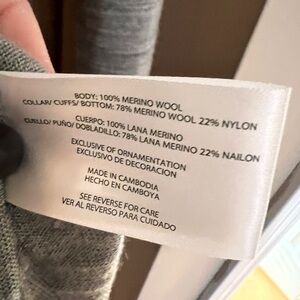 BODY: 100% MERINO WOOL
COLLAR/ CUFFS/ BOTTOM: 78% MERINO WOOL 22% NYLON
CUERPO: 100% LANA MERINO
CUELLO/ PUÑO/ DOBLADILLO: 78% LANA MERINO 22% NAILON
EXCLUSIVE OF ORNAMENTATION
EXCLUSIVO DE DECORACION
MADE IN CAMBODIA
HECHO EN CAMBOYA
SEE REVERSE FOR CARE
VER AL REVERSO PARA CUIDADO